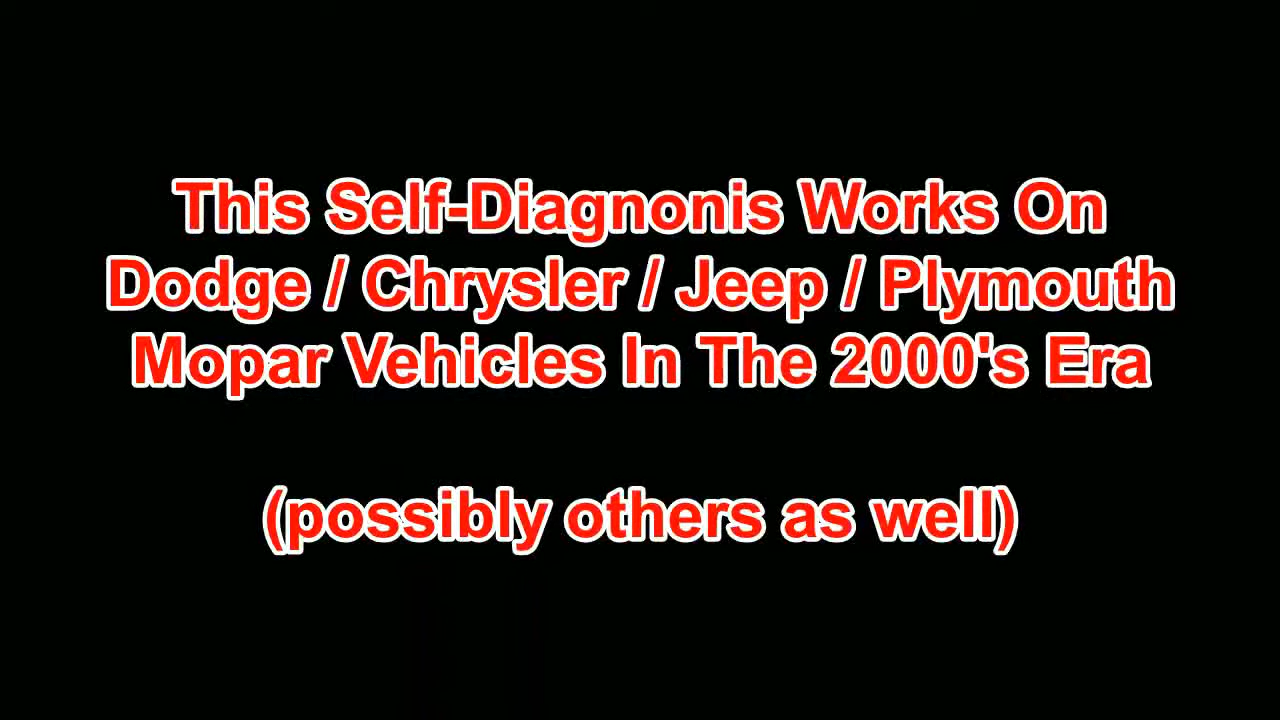 This Self-Diagnonis Works On
Dodge / Chrysler / Jeep / Plymouth
Mopar Vehicles In The 2000's Era
(possibly others as well)